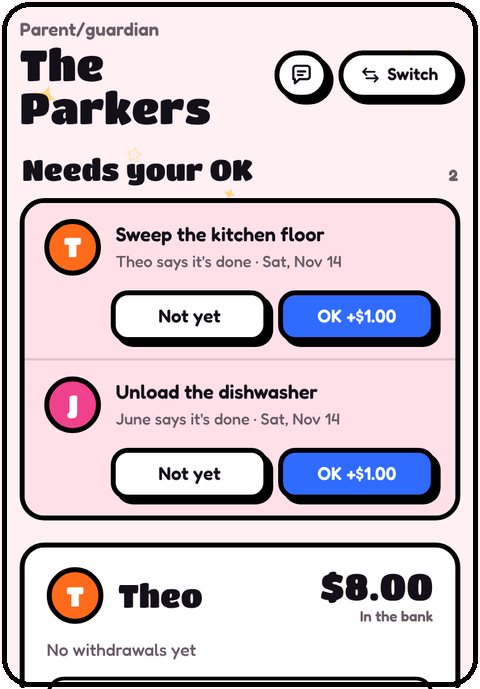 Parent/guardian
The
Parkers
Switch
Needs your OK
2
T
Sweep the kitchen floor
Theo says it's done · Sat, Nov 14
Not yet
OK +$1.00
J
Unload the dishwasher
June says it's done · Sat, Nov 14
Not yet
OK +$1.00
T
Theo
$8.00
In the bank
No withdrawals yet